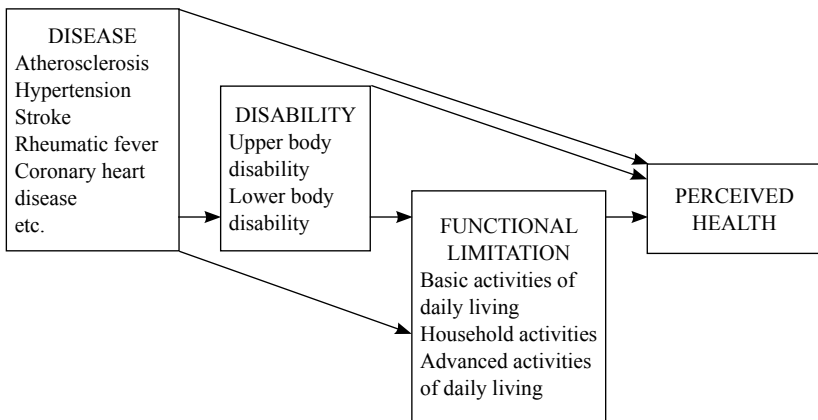 DISEASE
Atherosclerosis
Hypertension
Stroke
Rheumatic fever
Coronary heart
disease
etc.
DISABILITY
Upper body
disability
Lower body
disability
FUNCTIONAL
LIMITATION
Basic activities of
daily living
Household activities
Advanced activities
of daily living
PERCEIVED
HEALTH